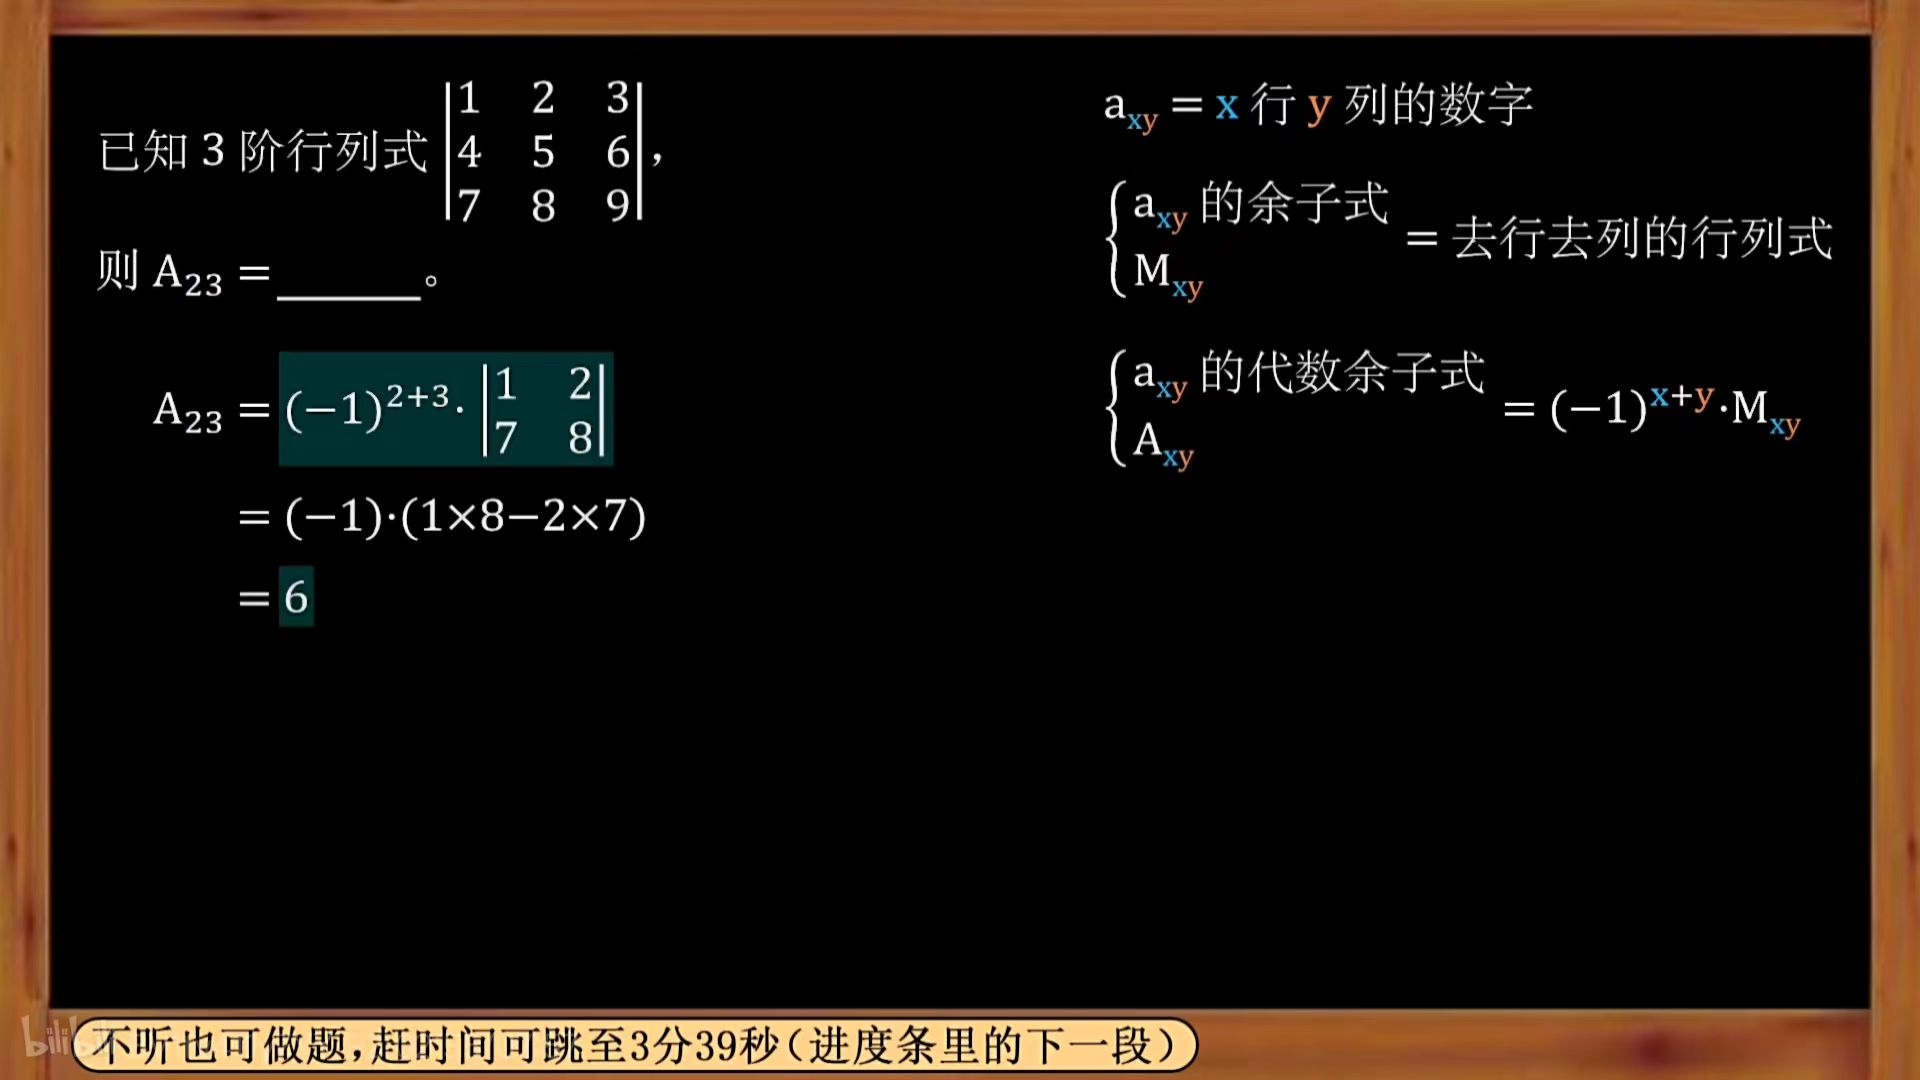 已知 3 阶行列式 |1 2 3|
|4 5 6|，
|7 8 9|
则 A₂₃ =______。
A₂₃ = (−1)²⁺³· |1 2|
|7 8|
= (−1)·(1×8−2×7)
= 6
aₓᵧ = x 行 y 列的数字
{aₓᵧ 的余子式
Mₓᵧ
= 去行去列的行列式
{aₓᵧ 的代数余子式
Aₓᵧ
= (−1)ˣ⁺ʸ·Mₓᵧ
不听也可做题，赶时间可跳至3分39秒（进度条里的下一段）